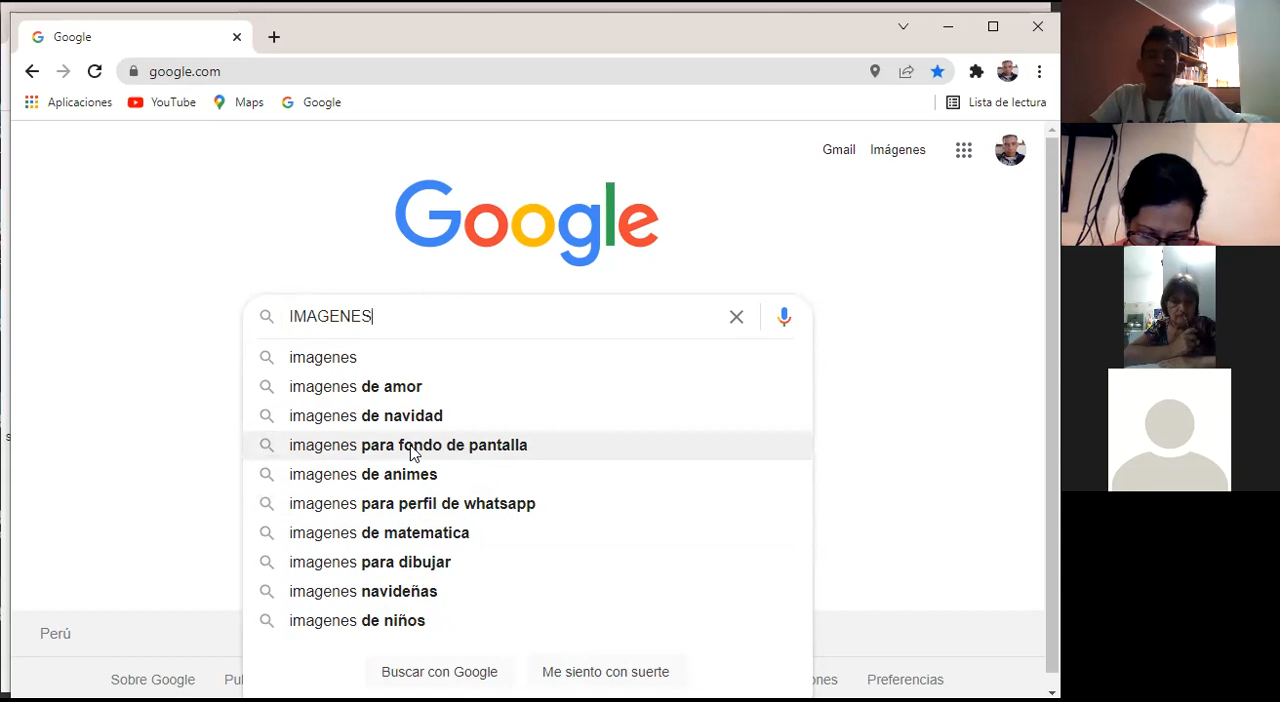 Google
google.com
Aplicaciones YouTube Maps Google Lista de lectura
Gmail Imágenes
Google
IMAGENES
imagenes
imagenes de amor
imagenes de navidad
imagenes para fondo de pantalla
imagenes de animes
imagenes para perfil de whatsapp
imagenes de matematica
imagenes para dibujar
imagenes navideñas
imagenes de niños
Buscar con Google Me siento con suerte
Perú
Sobre Google Preferencias